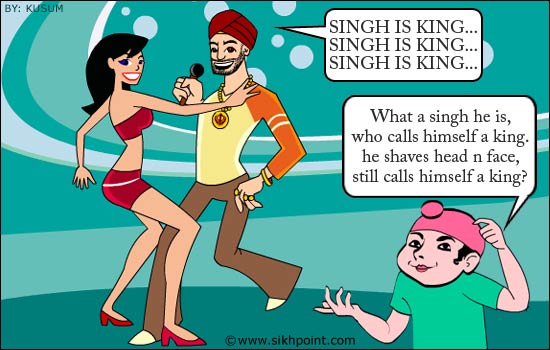 BY: KUSUM
SINGH IS KING...
SINGH IS KING...
SINGH IS KING...
What a singh he is,
who calls himself a king.
he shaves head n face,
still calls himself a king?
© www.sikhpoint.com